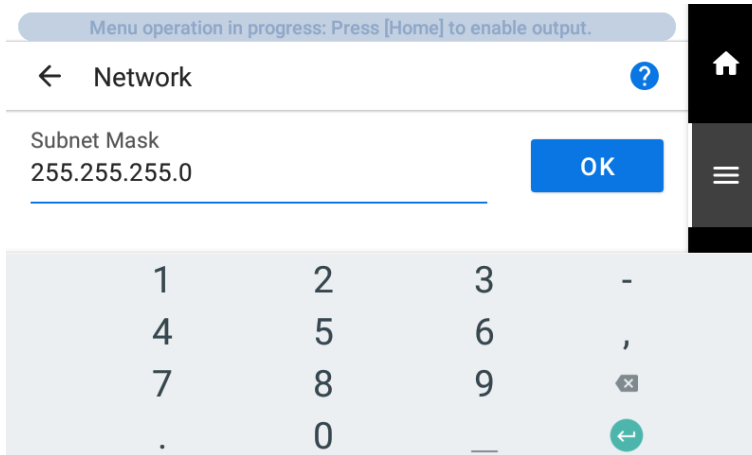 Menu operation in progress: Press [Home] to enable output.
Network
?
Subnet Mask
255.255.255.0
OK
1 2 3 -
4 5 6 ,
7 8 9
. 0 _